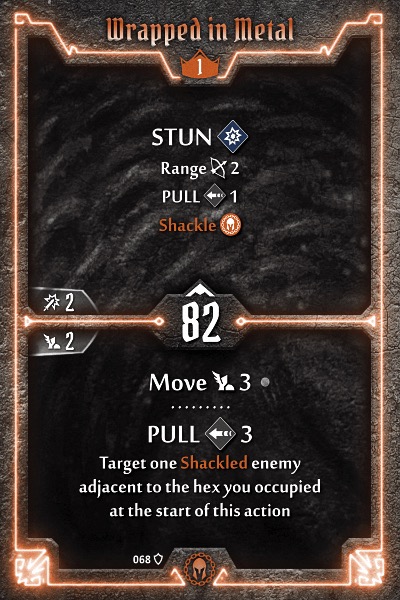 Wrapped in Metal
1
STUN
Range 2
PULL 1
Shackle
2
82
2
Move 3
PULL 3
Target one Shackled enemy
adjacent to the hex you occupied
at the start of this action
068